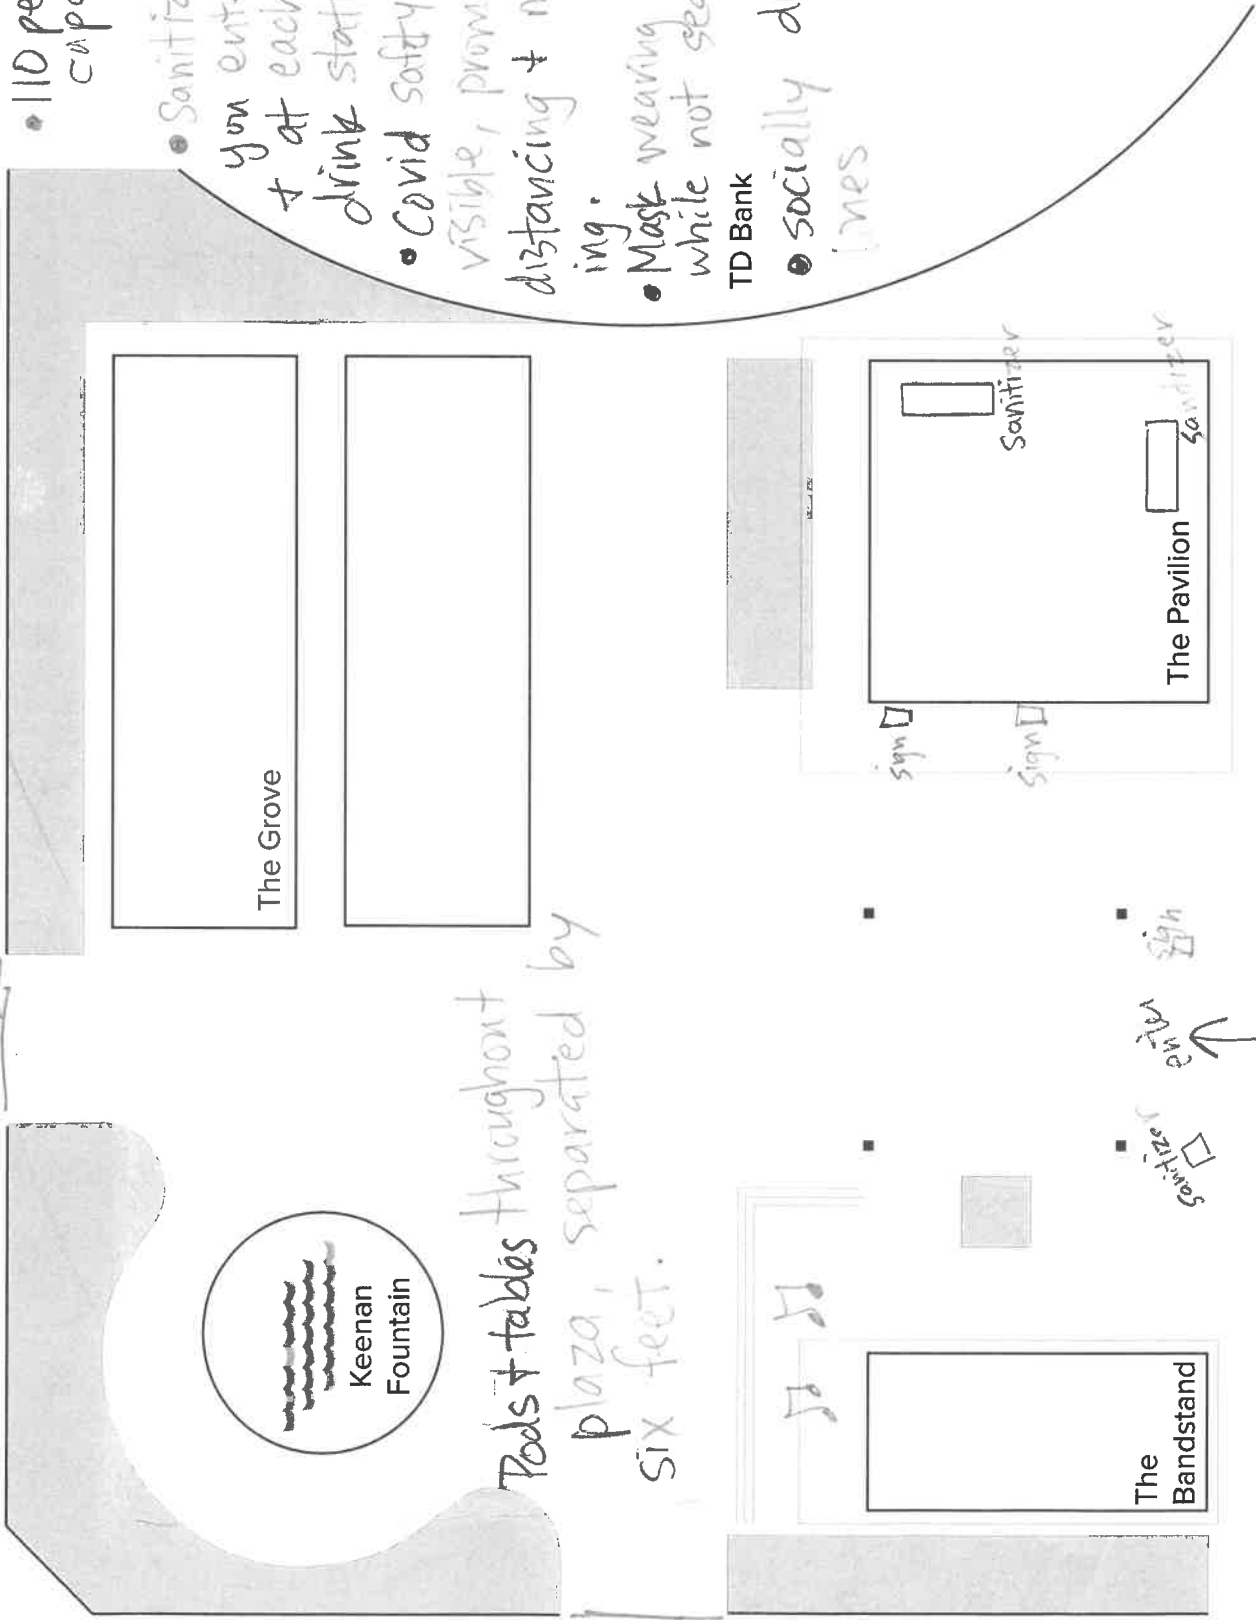 • 110 pe
• Sanitiz
you ent
+ at each
drink stat
• Covid safety
visible, prom
distancing +
ing.
• Mask wearing
while not sea
TD Bank
• Socially d
ines
The Grove
Keenan
Fountain
Pods + tables throughout
plaza, separated by
six feet.
sign
sign
Sanitizer
Sanitizer
The Pavilion
The
Bandstand
Sanitizer
enter
sign